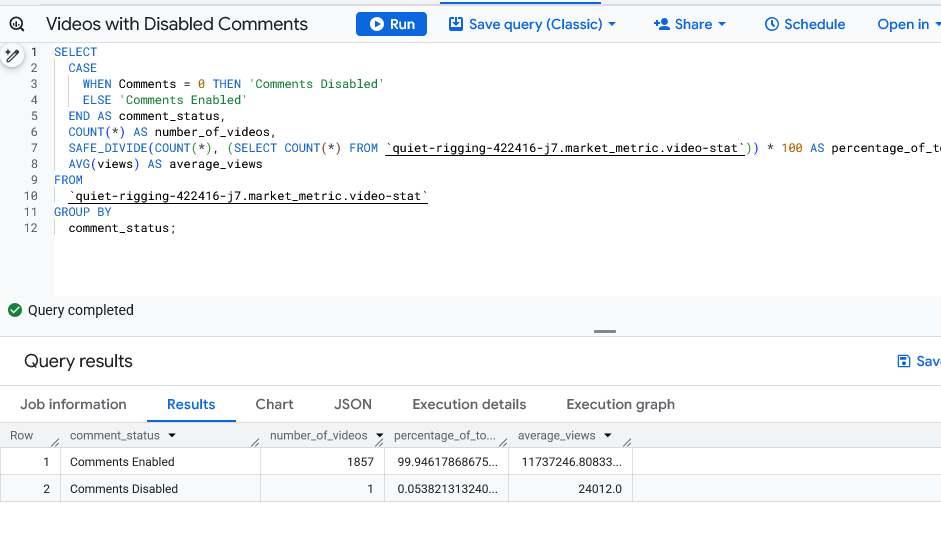 Videos with Disabled Comments Run Save query (Classic) Share Schedule Open in
1 SELECT
2 CASE
3 WHEN Comments = 0 THEN 'Comments Disabled'
4 ELSE 'Comments Enabled'
5 END AS comment_status,
6 COUNT(*) AS number_of_videos,
7 SAFE_DIVIDE(COUNT(*), (SELECT COUNT(*) FROM `quiet-rigging-422416-j7.market_metric.video-stat`)) * 100 AS percentage_of_to
8 AVG(views) AS average_views
9 FROM
10 `quiet-rigging-422416-j7.market_metric.video-stat`
11 GROUP BY
12 comment_status;
Query completed
Query results Sav
Job information Results Chart JSON Execution details Execution graph
Row comment_status number_of_videos percentage_of_to... average_views
1 Comments Enabled 1857 99.94617868675... 11737246.80833...
2 Comments Disabled 1 0.053821313240... 24012.0